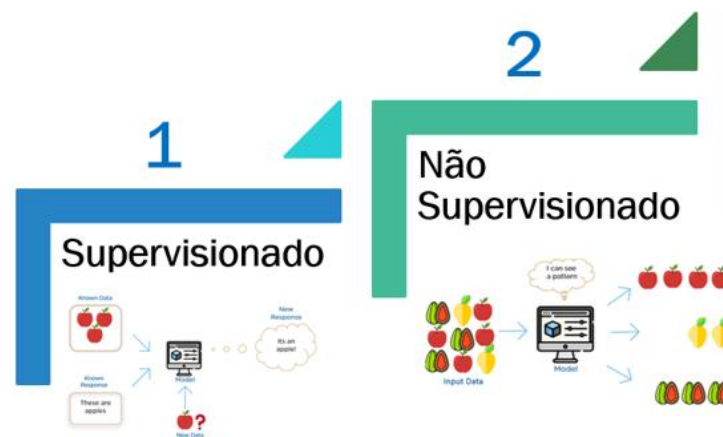 1
Supervisionado
Known Data
Known
Response
These are
apples
Model
New Data
?
New
Response
Its an
apple!
2
Não
Supervisionado
I can see
a pattern
Input Data
Model